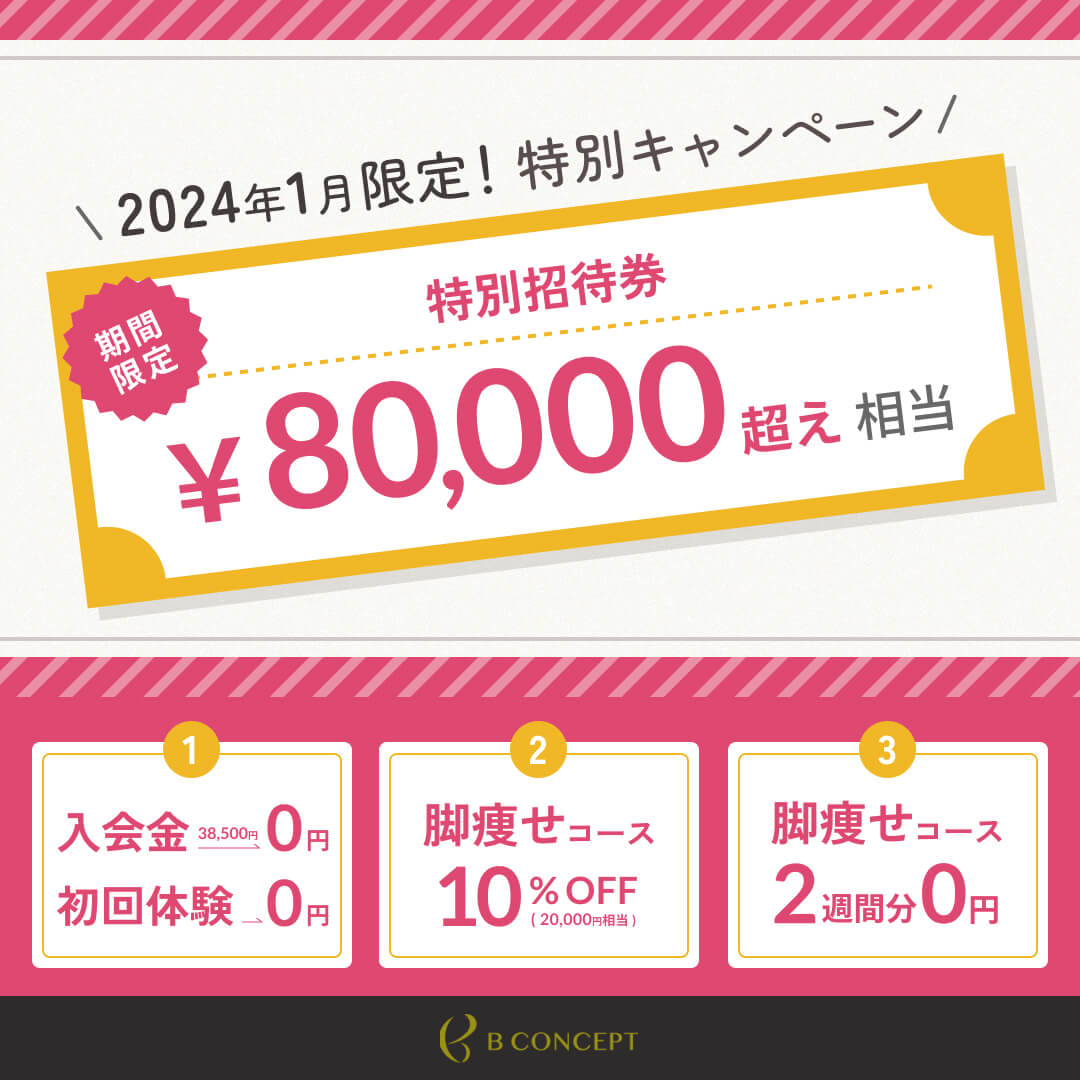 2024年1月限定！特別キャンペーン
特別招待券
期間
限定
¥80,000超え 相当
1
入会金 38,500円 0円
初回体験 0円
2
脚痩せコース
10% OFF
( 20,000円相当 )
3
脚痩せコース
2週間分0円
B CONCEPT